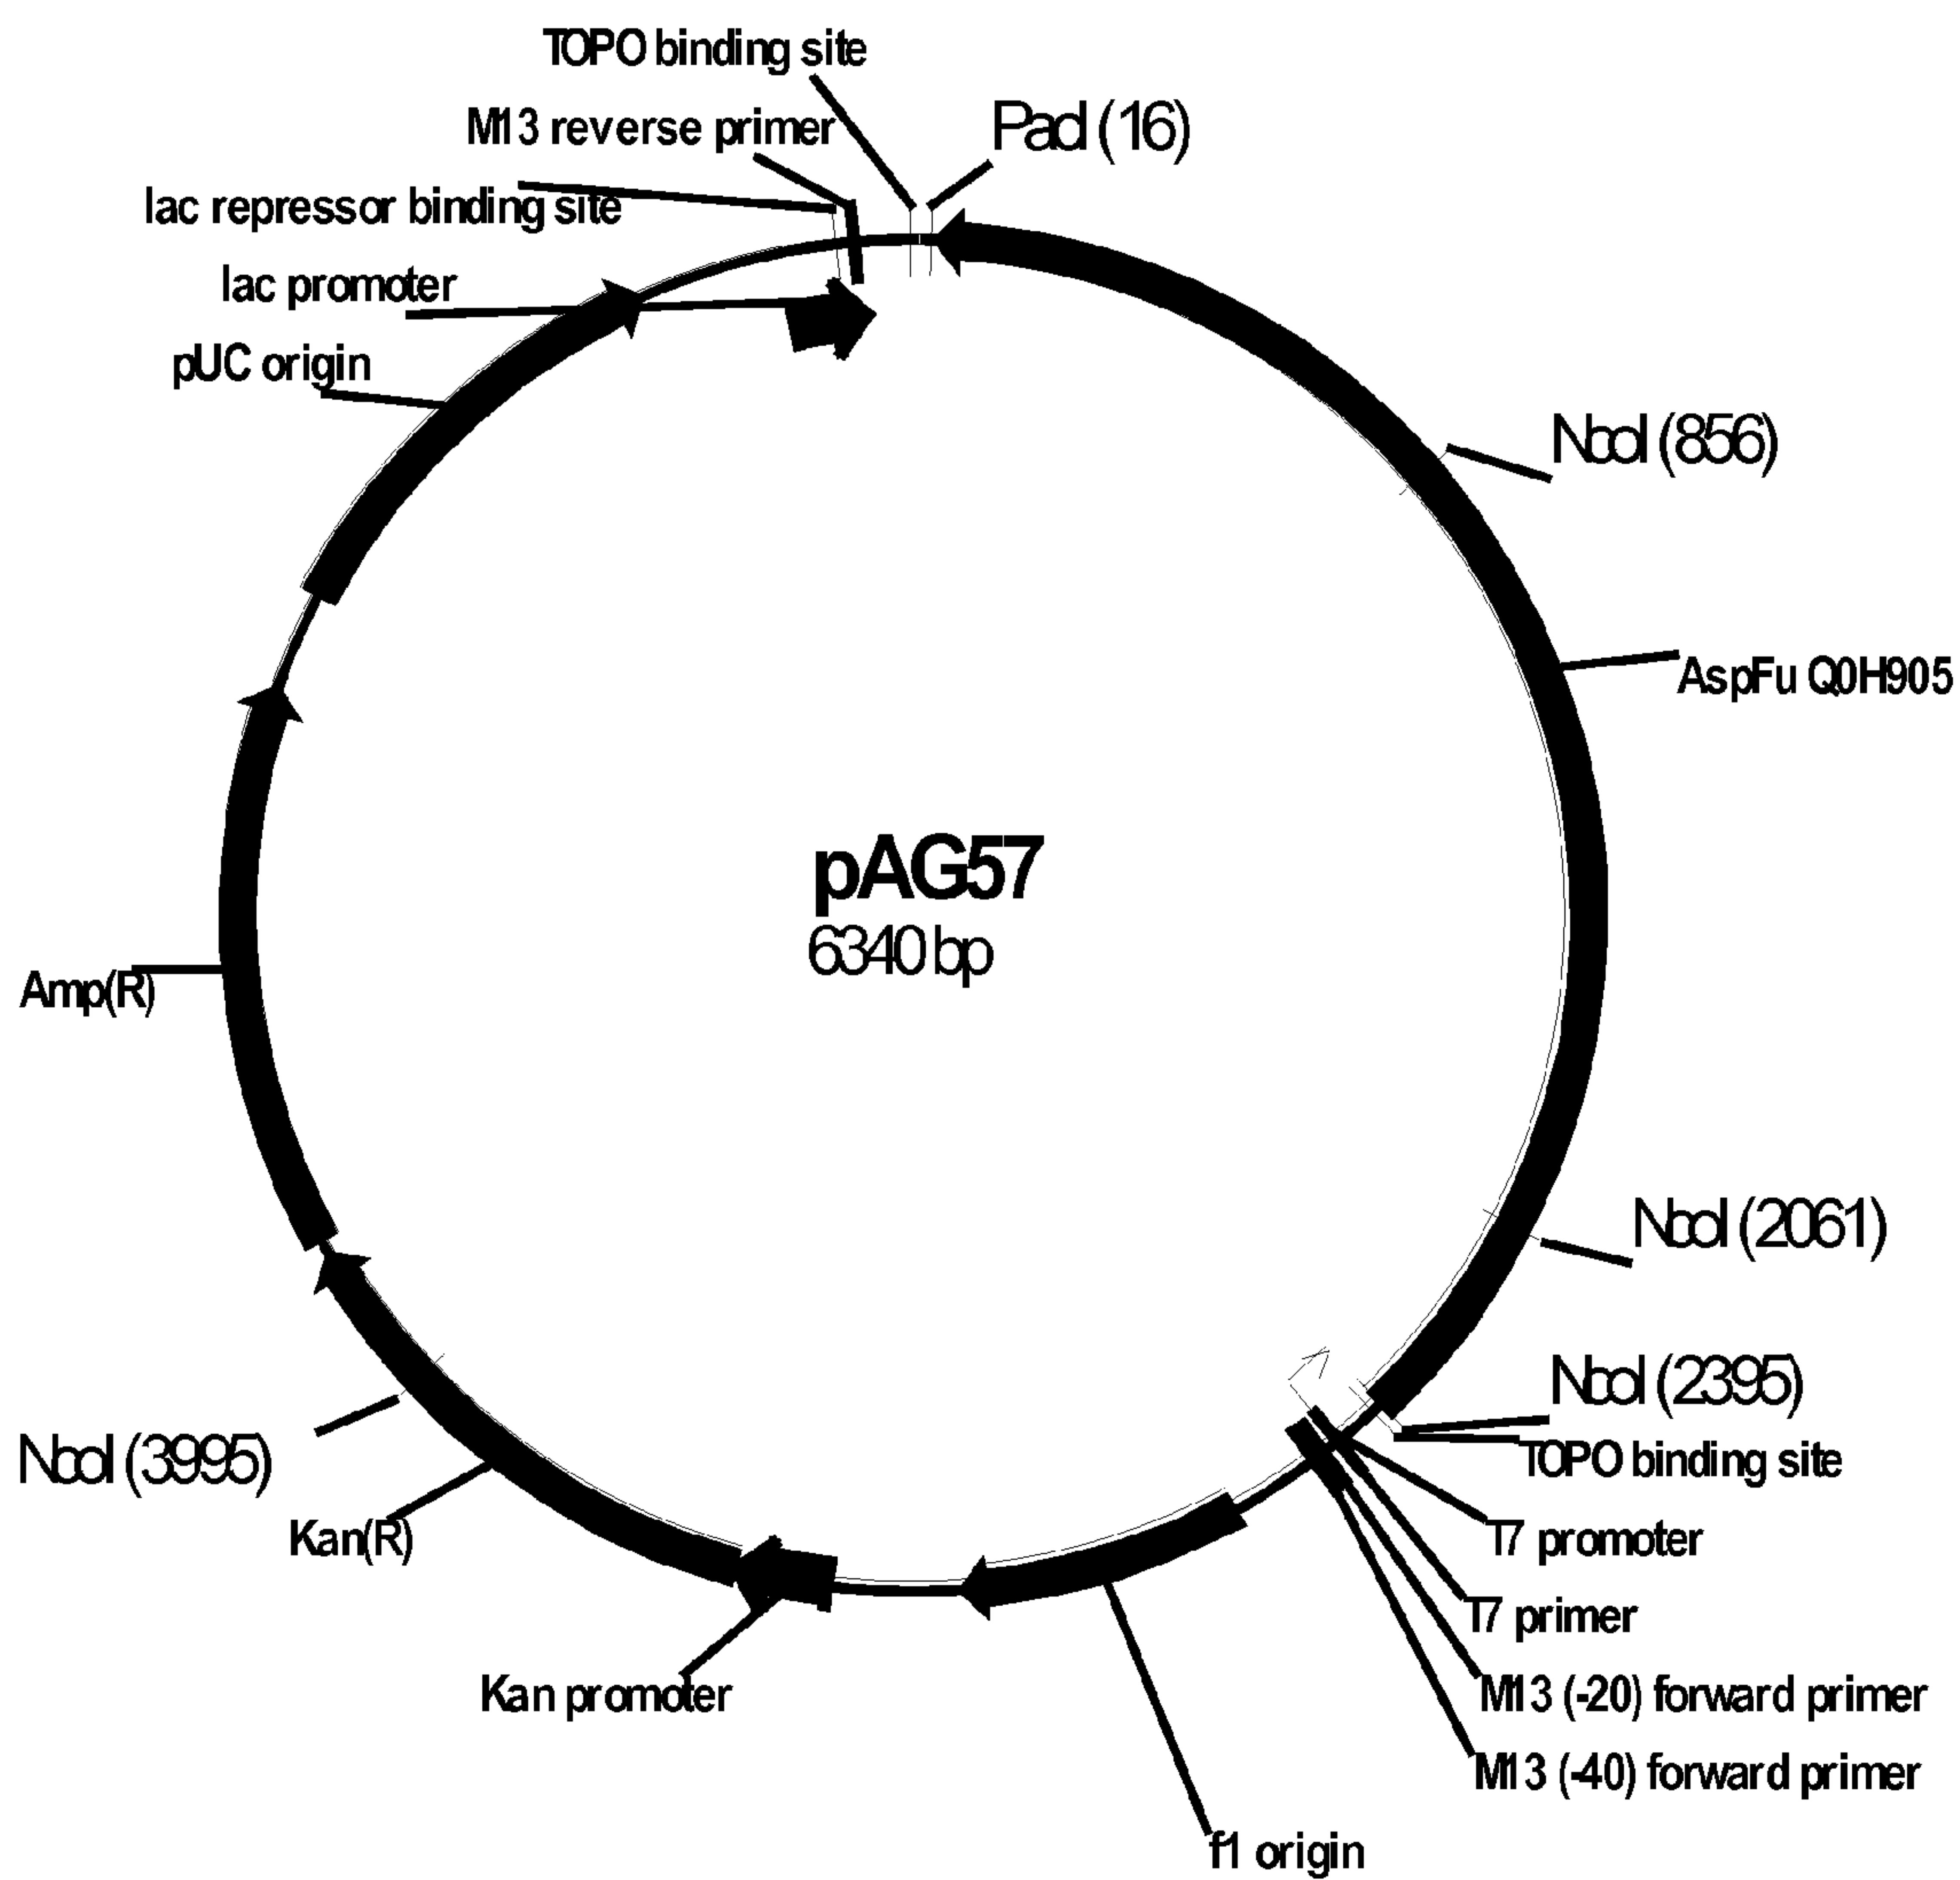 TOPO binding site
M13 reverse primer
PacI (16)
lac repressor binding site
lac promoter
pUC origin
NcoI (856)
AspFu Q0H905
pAG57
6340 bp
Amp(R)
NcoI (2061)
NcoI (2395)
TOPO binding site
NcoI (3995)
Kan(R)
T7 promoter
T7 primer
Kan promoter
M13 (-20) forward primer
M13 (-40) forward primer
f1 origin